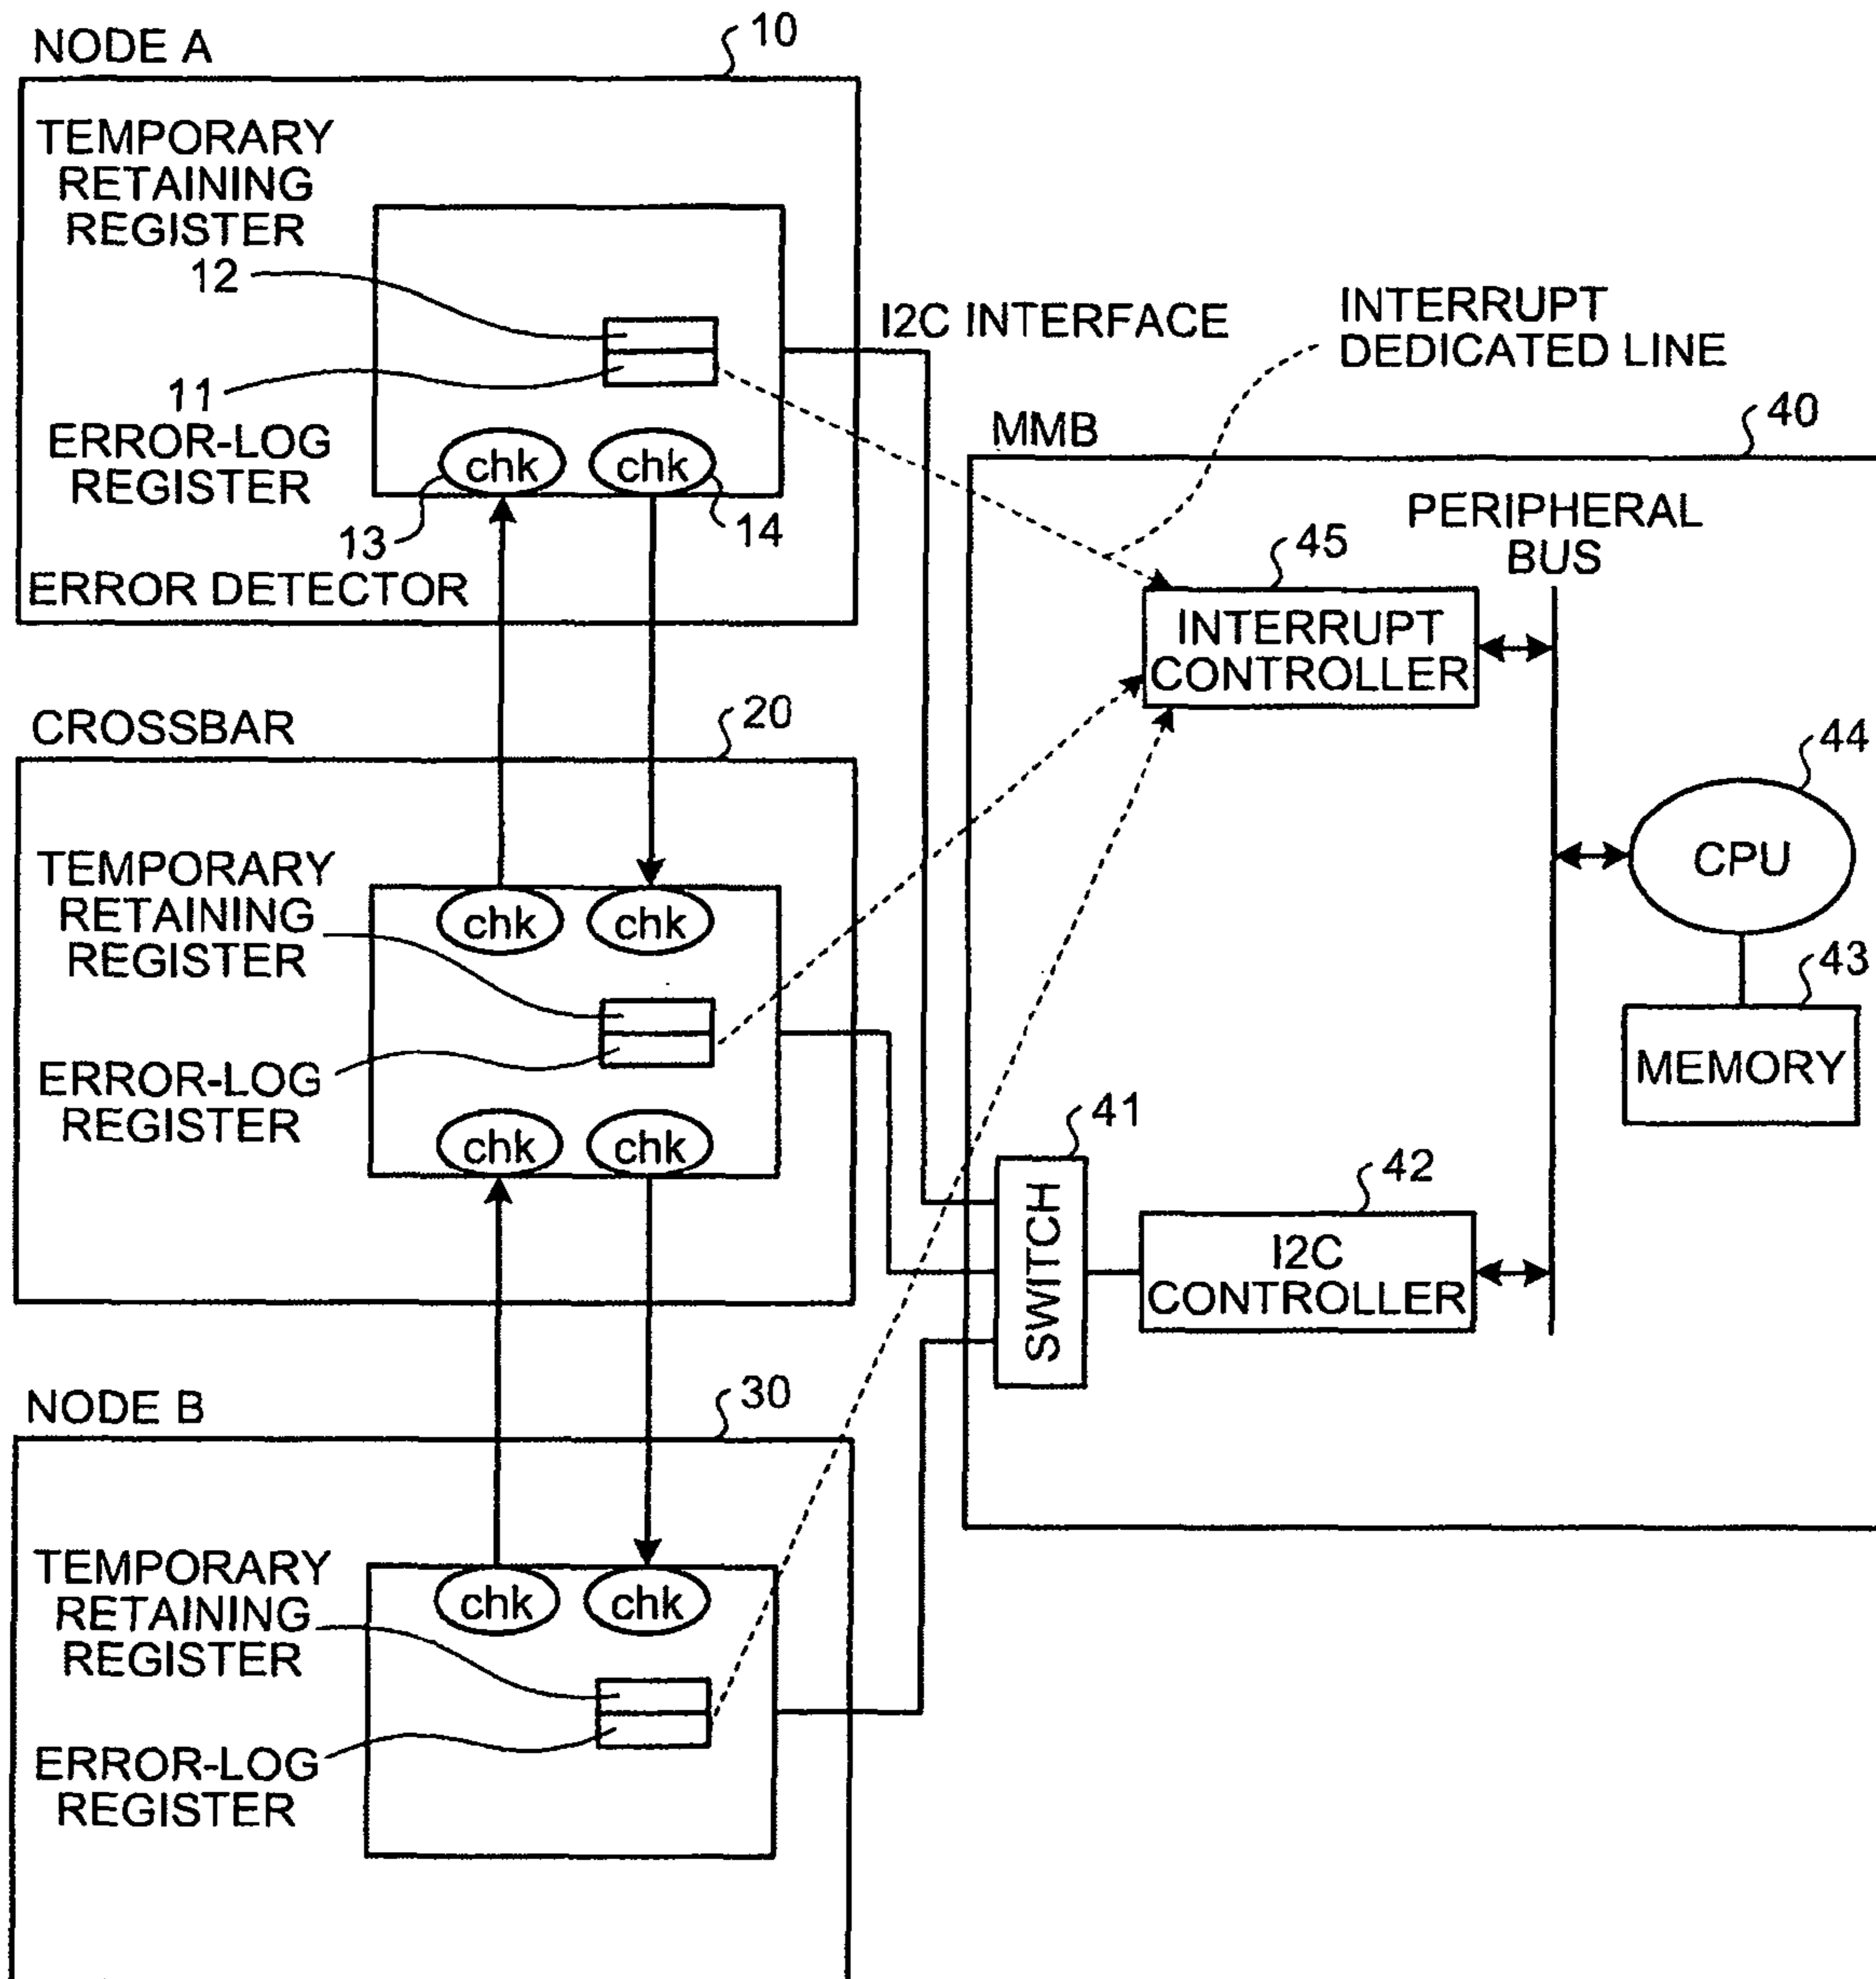 NODE A
10
TEMPORARY
RETAINING
REGISTER
12
11
ERROR-LOG
REGISTER
chk
chk
13
14
ERROR DETECTOR
I2C INTERFACE
INTERRUPT
DEDICATED LINE
MMB
40
PERIPHERAL
BUS
45
INTERRUPT
CONTROLLER
44
CPU
43
MEMORY
41
SWITCH
42
I2C
CONTROLLER
CROSSBAR
20
TEMPORARY
RETAINING
REGISTER
ERROR-LOG
REGISTER
chk
chk
chk
chk
NODE B
30
TEMPORARY
RETAINING
REGISTER
ERROR-LOG
REGISTER
chk
chk